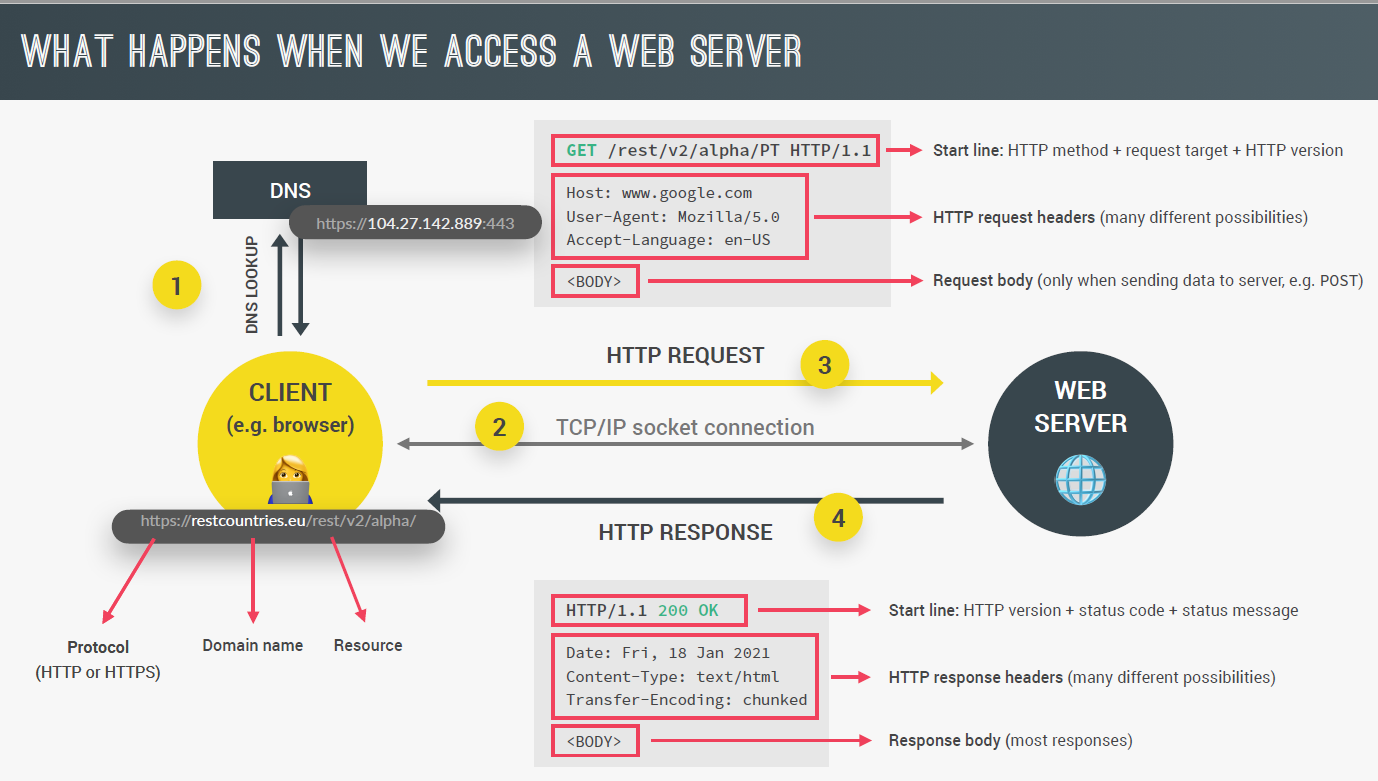 WHAT HAPPENS WHEN WE ACCESS A WEB SERVER
DNS
https://104.27.142.889:443
DNS LOOKUP
1
GET /rest/v2/alpha/PT HTTP/1.1
Start line: HTTP method + request target + HTTP version
Host: www.google.com
User-Agent: Mozilla/5.0
Accept-Language: en-US
HTTP request headers (many different possibilities)
<BODY>
Request body (only when sending data to server, e.g. POST)
CLIENT
(e.g. browser)
https://restcountries.eu/rest/v2/alpha/
Protocol
(HTTP or HTTPS)
Domain name
Resource
HTTP REQUEST
3
2
TCP/IP socket connection
4
HTTP RESPONSE
WEB
SERVER
HTTP/1.1 200 OK
Start line: HTTP version + status code + status message
Date: Fri, 18 Jan 2021
Content-Type: text/html
Transfer-Encoding: chunked
HTTP response headers (many different possibilities)
<BODY>
Response body (most responses)